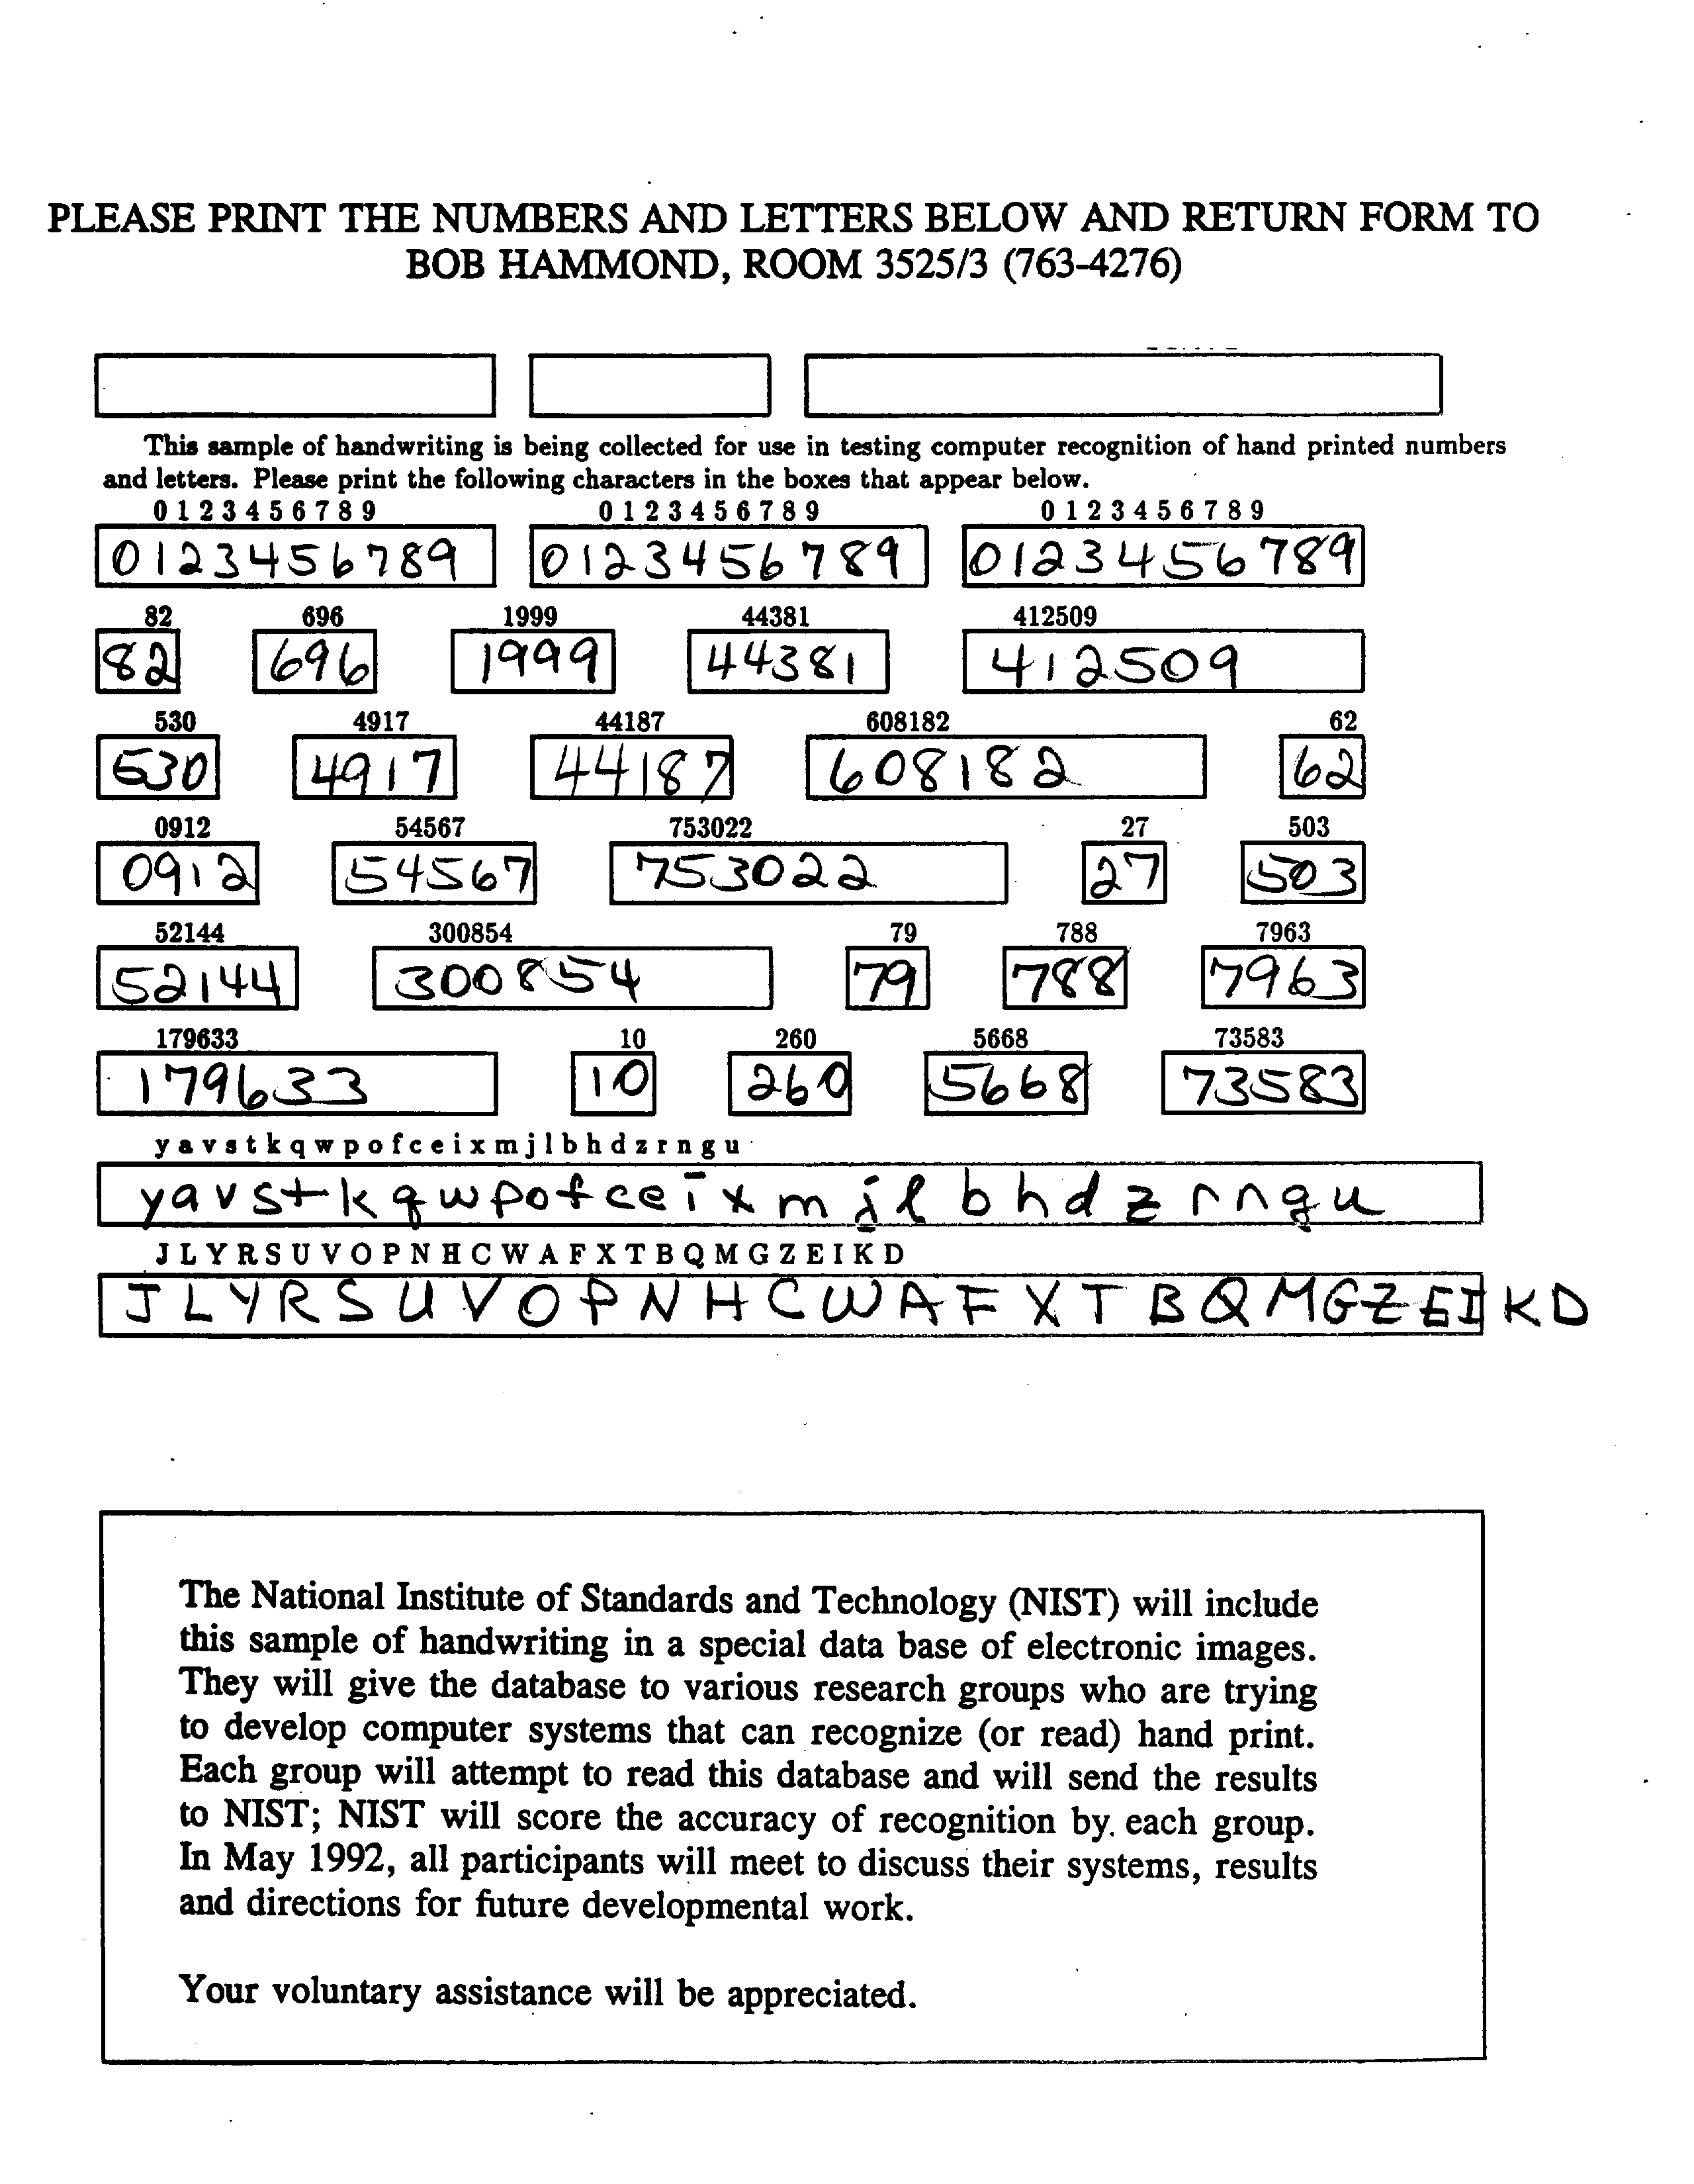 PLEASE PRINT THE NUMBERS AND LETTERS BELOW AND RETURN FORM TO
BOB HAMMOND, ROOM 3525/3 (763-4276)
This sample of handwriting is being collected for use in testing computer recognition of hand printed numbers
and letters. Please print the following characters in the boxes that appear below.
0 1 2 3 4 5 6 7 8 9 0 1 2 3 4 5 6 7 8 9 0 1 2 3 4 5 6 7 8 9
0123456789 0123456789 0123456789
82 696 1999 44381 412509
82 696 1999 44381 412509
530 4917 44187 608182 62
530 4917 44187 608182 62
0912 54567 753022 27 503
0912 54567 753022 27 503
52144 300854 79 788 7963
52144 300854 79 788 7963
179633 10 260 5668 73583
179633 10 260 5668 73583
y a v s t k q w p o f c e i x m j l b h d z r n g u
y a v s t k q w p o f c e i x m j l b h d z r n g u
J L Y R S U V O P N H C W A F X T B Q M G Z E I K D
J L Y R S U V O P N H C W A F X T B Q M G Z E I K D
The National Institute of Standards and Technology (NIST) will include
this sample of handwriting in a special data base of electronic images.
They will give the database to various research groups who are trying
to develop computer systems that can recognize (or read) hand print.
Each group will attempt to read this database and will send the results
to NIST; NIST will score the accuracy of recognition by each group.
In May 1992, all participants will meet to discuss their systems, results
and directions for future developmental work.
Your voluntary assistance will be appreciated.